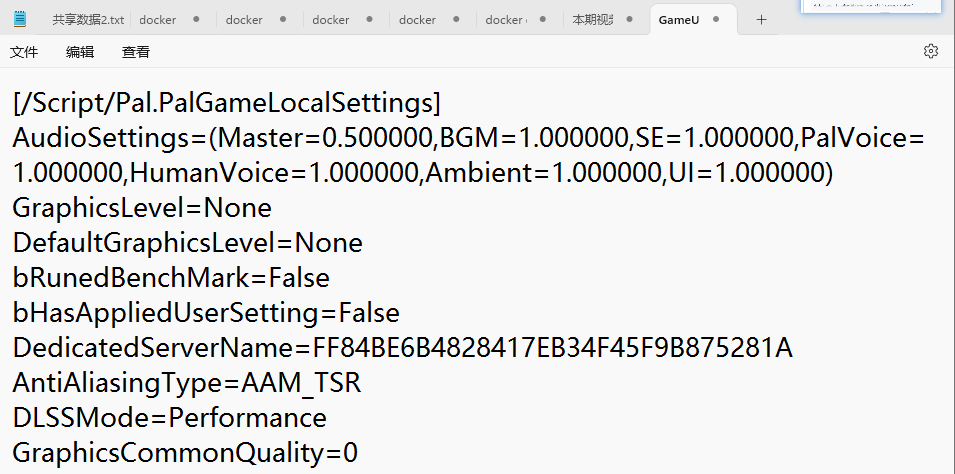 共享数据2.txt
docker
docker
docker
docker
docker
本期视频
GameU
文件
编辑
查看
[/Script/Pal.PalGameLocalSettings]
AudioSettings=(Master=0.500000,BGM=1.000000,SE=1.000000,PalVoice=
1.000000,HumanVoice=1.000000,Ambient=1.000000,UI=1.000000)
GraphicsLevel=None
DefaultGraphicsLevel=None
bRunedBenchMark=False
bHasAppliedUserSetting=False
DedicatedServerName=FF84BE6B4828417EB34F45F9B875281A
AntiAliasingType=AAM_TSR
DLSSMode=Performance
GraphicsCommonQuality=0